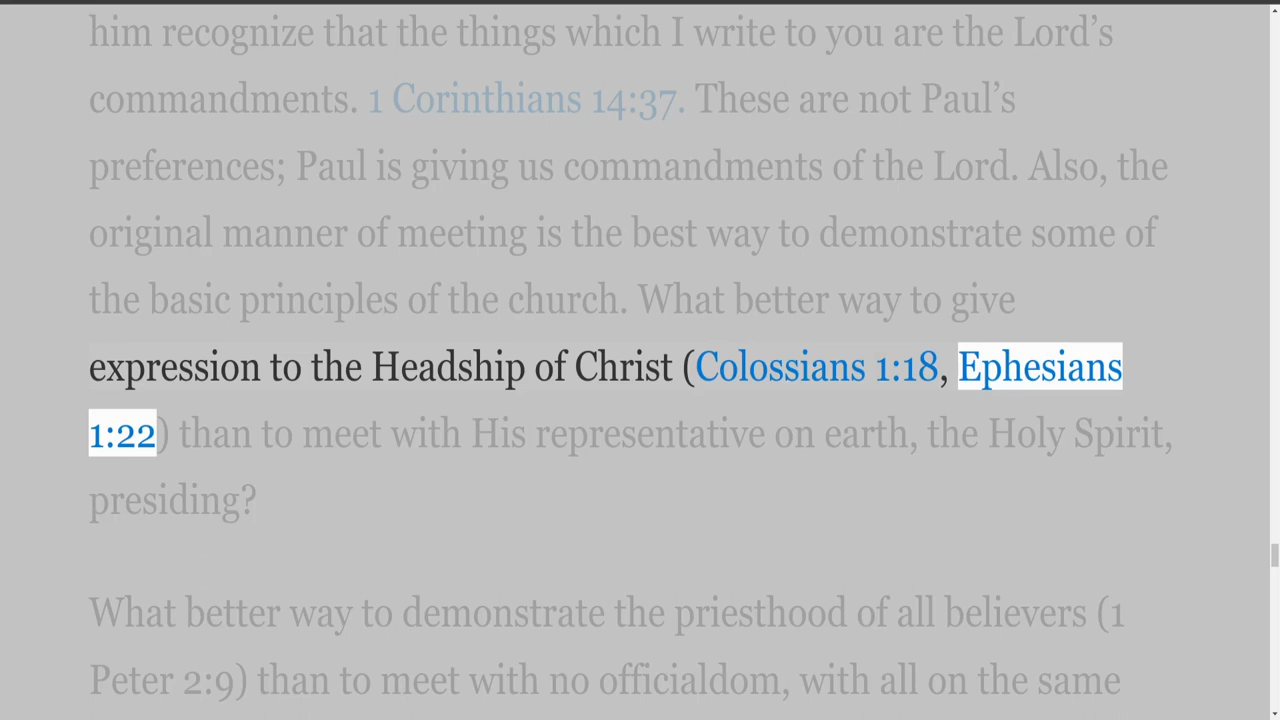 him recognize that the things which I write to you are the Lord’s
commandments. 1 Corinthians 14:37. These are not Paul’s
preferences; Paul is giving us commandments of the Lord. Also, the
original manner of meeting is the best way to demonstrate some of
the basic principles of the church. What better way to give
expression to the Headship of Christ (Colossians 1:18, Ephesians
1:22) than to meet with His representative on earth, the Holy Spirit,
presiding?
What better way to demonstrate the priesthood of all believers (1
Peter 2:9) than to meet with no officialdom, with all on the same